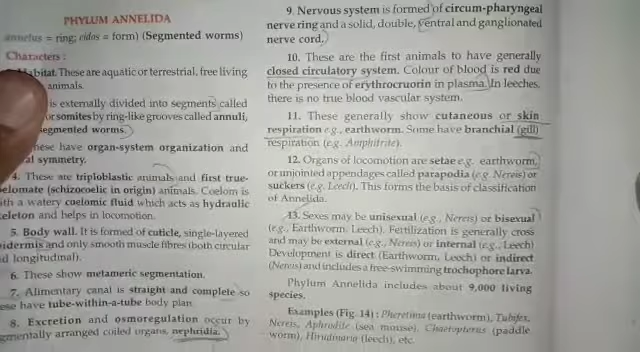 PHYLUM ANNELIDA
annelus = ring; eidos = form) (Segmented worms)
Characters :
Habitat. These are aquatic or terrestrial, free living
animals.
is externally divided into segments called
or somites by ring-like grooves called annuli,
segmented worms.
These have organ-system organization and
symmetry.
4. These are triploblastic animals and first true-
coelomate (schizocoelic in origin) animals. Coelom is
with a watery coelomic fluid which acts as hydraulic
skeleton and helps in locomotion.
5. Body wall. It is formed of cuticle, single-layered
epidermis and only smooth muscle fibres (both circular
and longitudinal).
6. These show metameric segmentation.
7. Alimentary canal is straight and complete so
these have tube-within-a-tube body plan.
8. Excretion and osmoregulation occur by
segmentally arranged coiled organs, nephridia.
9. Nervous system is formed of circum-pharyngeal
nerve ring and a solid, double, ventral and ganglionated
nerve cord.
10. These are the first animals to have generally
closed circulatory system. Colour of blood is red due
to the presence of erythrocruorin in plasma. In leeches,
there is no true blood vascular system.
11. These generally show cutaneous or skin
respiration e.g., earthworm. Some have branchial (gill)
respiration (e.g. Amphitrite).
12. Organs of locomotion are setae e.g. earthworm,
or unjointed appendages called parapodia (e.g. Nereis) or
suckers (e.g. Leech). This forms the basis of classification
of Annelida.
13. Sexes may be unisexual (e.g., Nereis) or bisexual
(e.g., Earthworm, Leech). Fertilization is generally cross
and may be external (e.g., Nereis) or internal (e.g., Leech)
Development is direct (Earthworm, Leech) or indirect
(Nereis) and includes a free-swimming trochophore larva.
Phylum Annelida includes about 9,000 living
species.
Examples (Fig. 14) : Pheretima (earthworm), Tubifex,
Nereis, Aphrodite (sea mouse), Chaetopterus (paddle
worm), Hirudinaria (leech), etc.